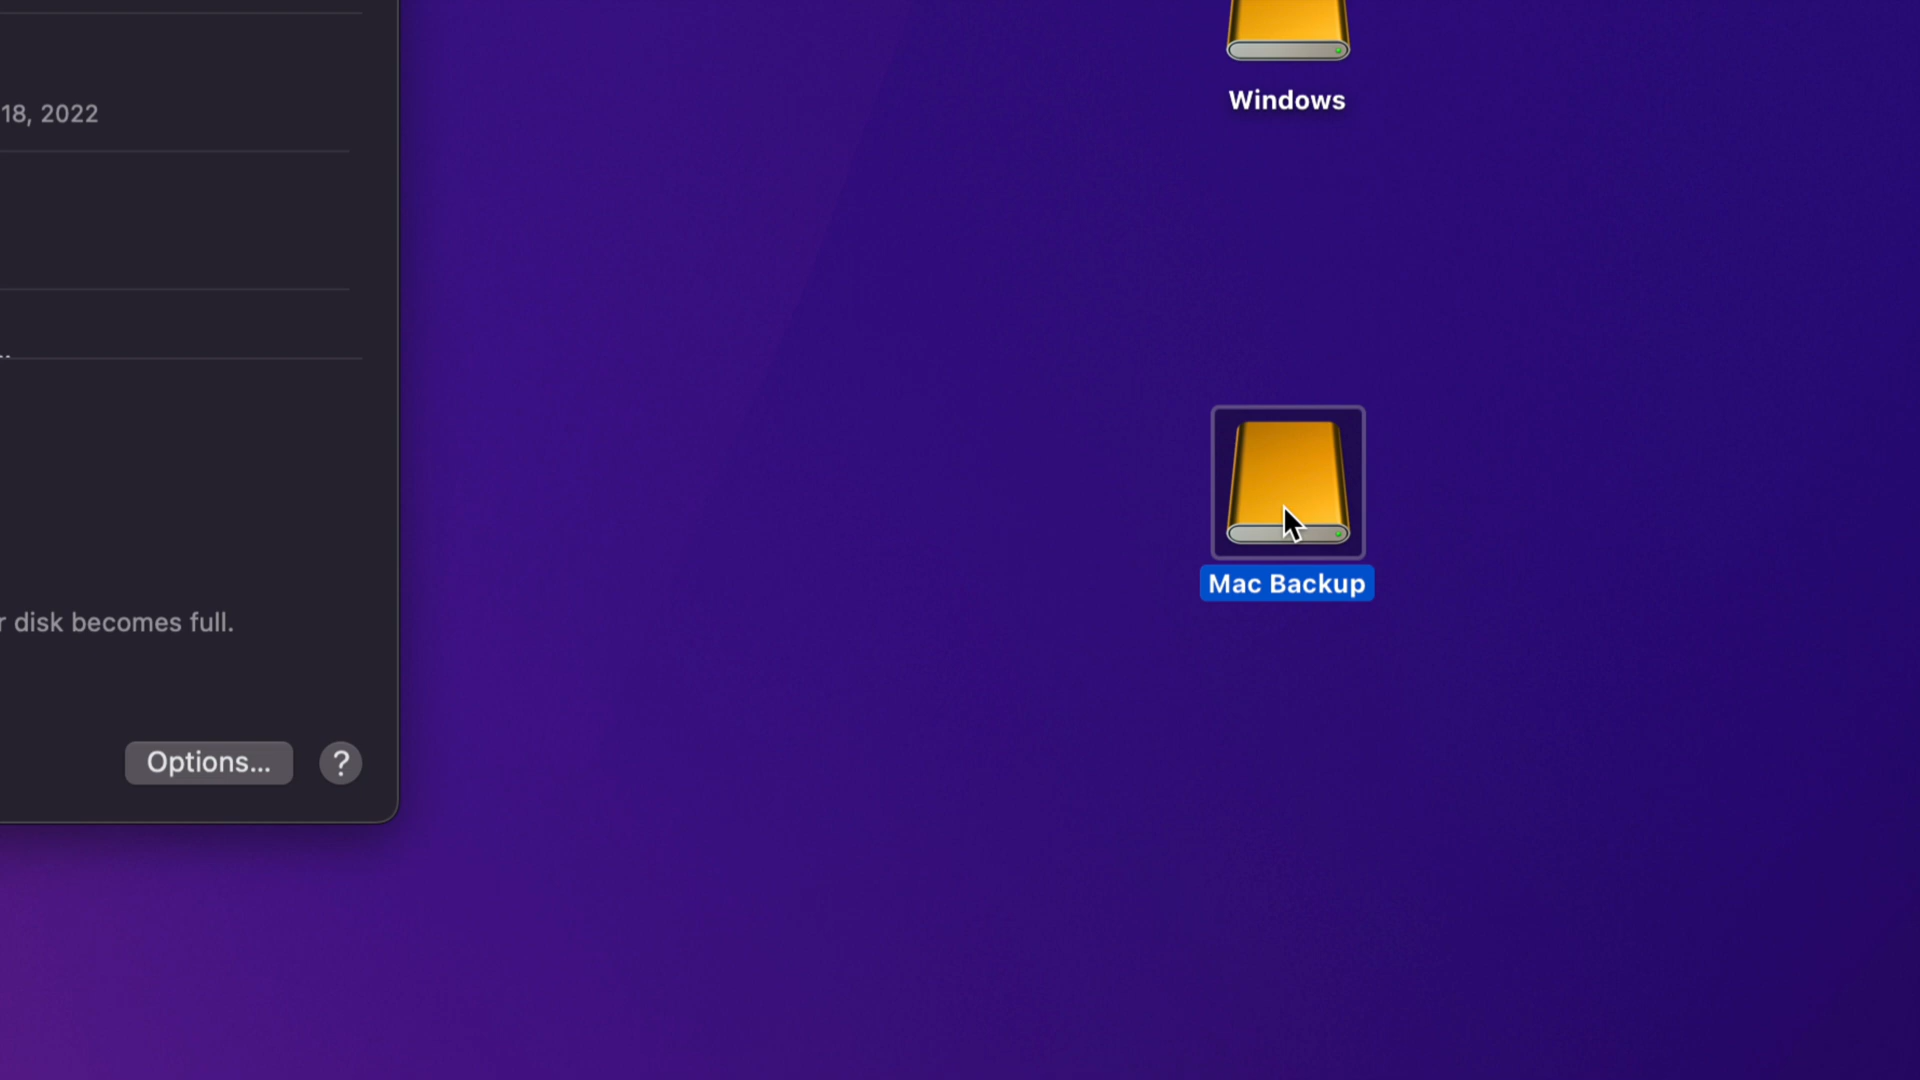 18, 2022
Windows
..
Mac Backup
disk becomes full.
Options...
?